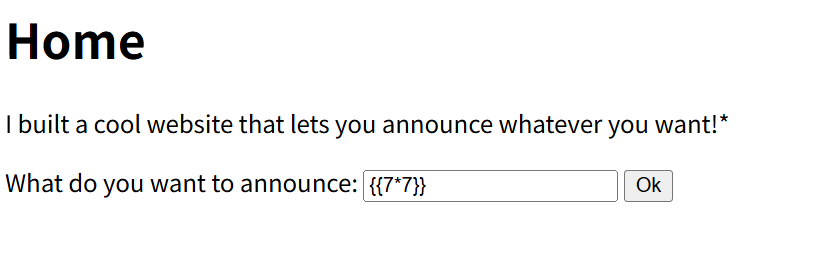 Home
I built a cool website that lets you announce whatever you want!*
What do you want to announce: {{7*7}} Ok